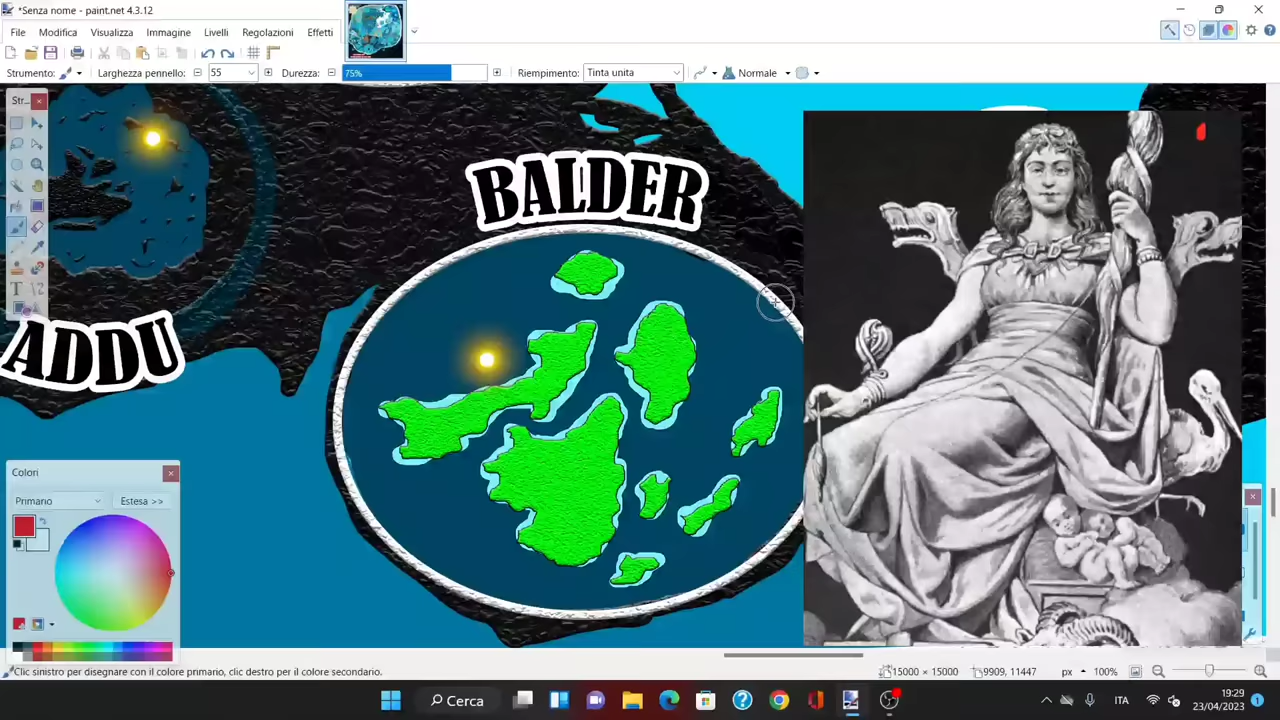 *Senza nome - paint.net 4.3.12
File Modifica Visualizza Immagine Livelli Regolazioni Effetti
Strumento: Larghezza pennello: 55 Durezza: 75% Riempimento: Tinta unita Normale
Str...
BALDER
ADDU
Colori
Primano Estesa >>
Clic sinistro per disegnare con il colore primario, clic destro per il colore secondario.
15000 × 15000 9909, 11447 px 100%
Cerca
ITA
19:29
23/04/2023